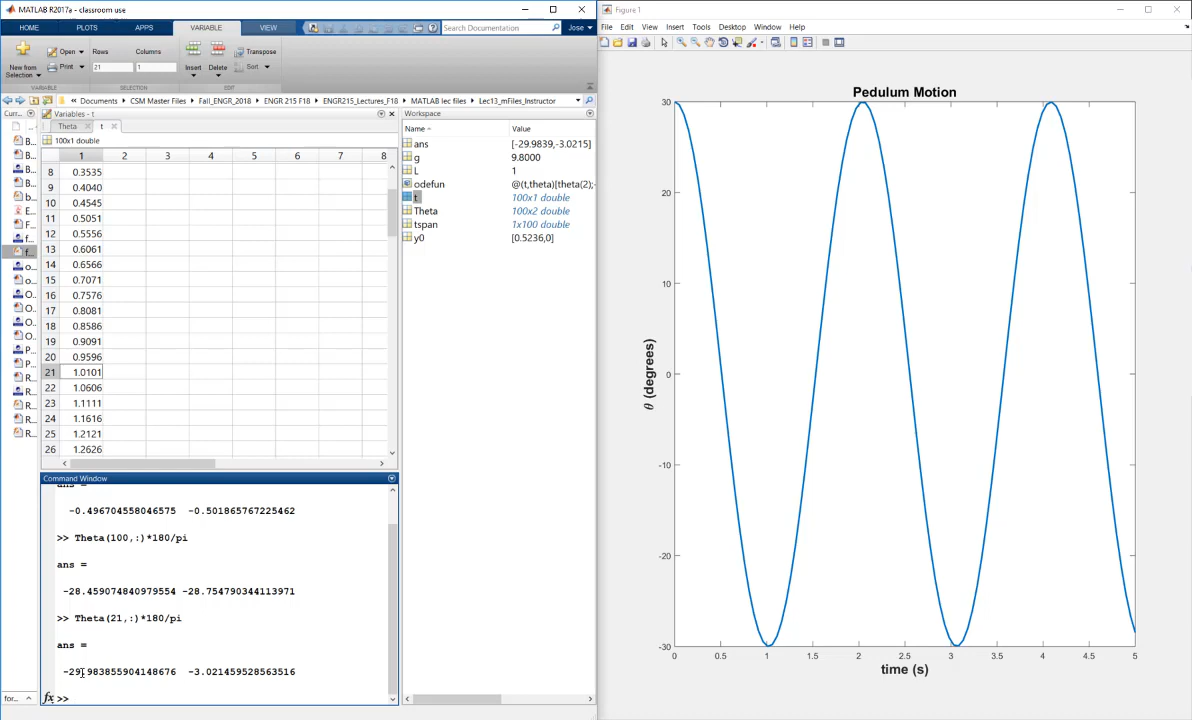 MATLAB R2017a - classroom use
HOME PLOTS APPS VARIABLE VIEW Search Documentation Jose
New from Selection
Open Rows Columns
Print 21 1
Insert Delete Transpose Sort
VARIABLE SELECTION EDIT
« Documents CSM Master Files Fall_ENGR_2018 ENGR 215 F18 ENGR215_Lectures_F18 MATLAB lec files Lec13_mFiles_Instructor
Curr...
B...
B...
B...
B...
b...
E...
F...
f...
f...
o...
o...
O...
O...
O...
O...
P...
P...
R...
R...
R...
R...
for...
Variables - t
Theta t
100x1 double
1 2 3 4 5 6 7 8
8 0.3535
9 0.4040
10 0.4545
11 0.5051
12 0.5556
13 0.6061
14 0.6566
15 0.7071
16 0.7576
17 0.8081
18 0.8586
19 0.9091
20 0.9596
21 1.0101
22 1.0606
23 1.1111
24 1.1616
25 1.2121
26 1.2626
Workspace
Name Value
ans [-29.9839,-3.0215]
g 9.8000
L 1
odefun @(t,theta)[theta(2);-
t 100x1 double
Theta 100x2 double
tspan 1x100 double
y0 [0.5236,0]
Command Window
ans =
-0.496704558046575 -0.501865767225462
>> Theta(100,:)*180/pi
ans =
-28.459074840979554 -28.754790344113971
>> Theta(21,:)*180/pi
ans =
-29.983855904148676 -3.021459528563516
fx >>
Figure 1
File Edit View Insert Tools Desktop Window Help
Pedulum Motion
θ (degrees)
30
20
10
0
-10
-20
-30
0 0.5 1 1.5 2 2.5 3 3.5 4 4.5 5
time (s)